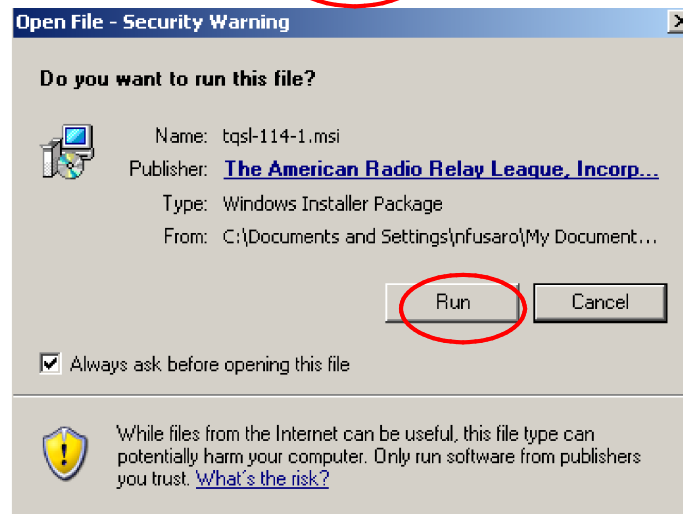 Open File - Security Warning
Do you want to run this file?
Name: tqsl-114-1.msi
Publisher: The American Radio Relay League, Incorp...
Type: Windows Installer Package
From: C:\Documents and Settings\nfusaro\My Document...
Run Cancel
Always ask before opening this file
While files from the Internet can be useful, this file type can
potentially harm your computer. Only run software from publishers
you trust. What's the risk?